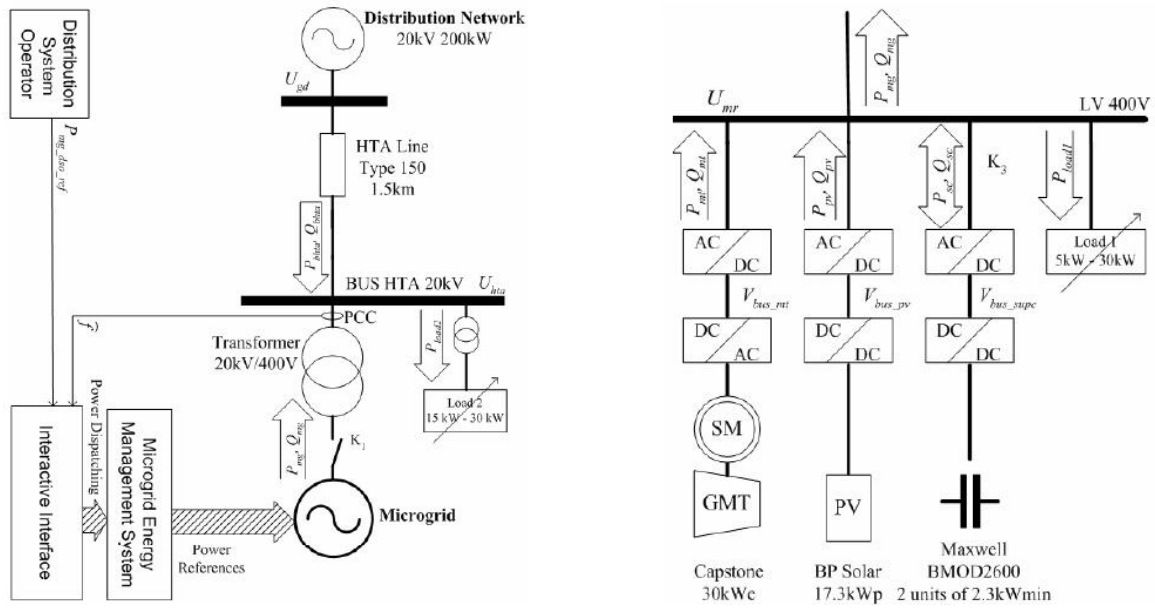 Distribution
System
Operator
Distribution Network
20kV 200kW
U_gd
P_mg_dso_ref
HTA Line
Type 150
1.5km
P_bhta, Q_bhta
BUS HTA 20kV
U_hta
PCC
f
Transformer
20kV/400V
P_load2
Load 2
15 kW - 30 kW
K_1
P_mg, Q_mg
Interactive Interface
Power Dispatching
Microgrid Energy
Management System
Power
References
Microgrid
P_mg, Q_mg
U_mr
LV 400V
P_mt, Q_mt
P_pv, Q_pv
P_sc, Q_sc
K_3
P_load1
AC
DC
AC
DC
AC
DC
Load 1
5kW - 30kW
V_bus_mt
V_bus_pv
V_bus_supc
DC
AC
DC
DC
DC
DC
SM
GMT
PV
Capstone
30kWe
BP Solar
17.3kWp
Maxwell
BMOD2600
2 units of 2.3kWmin